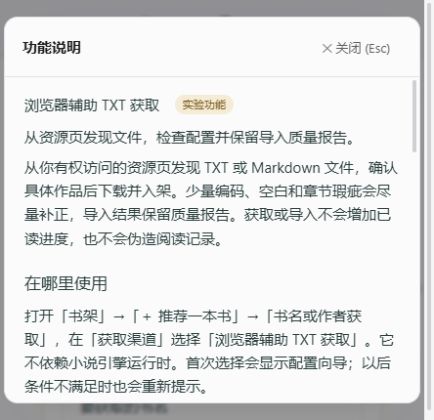 功能说明
×关闭 (Esc)
浏览器辅助 TXT 获取 实验功能
从资源页发现文件，检查配置并保留导入质量报告。
从你有权访问的资源页发现 TXT 或 Markdown 文件，确认
具体作品后下载并入架。少量编码、空白和章节瑕疵会尽
量补正，导入结果保留质量报告。获取或导入不会增加已
读进度，也不会伪造阅读记录。
在哪里使用
打开「书架」→「＋ 推荐一本书」→「书名或作者获
取」，在「获取渠道」选择「浏览器辅助 TXT 获取」。它
不依赖小说引擎运行时。首次选择会显示配置向导；以后
条件不满足时也会重新提示。